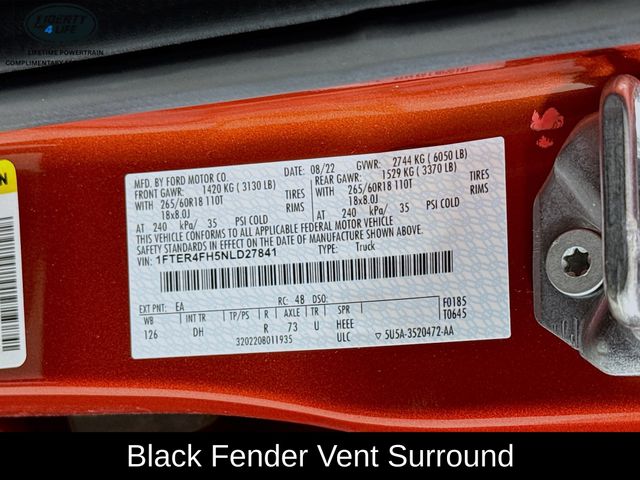 LIBERTY
4 LIFE
LIFETIME POWERTRAIN
MFD. BY FORD MOTOR CO.
DATE: 08/22 GVWR: 2744 KG ( 6050 LB)
FRONT GAWR: 1420 KG ( 3130 LB) REAR GAWR: 1529 KG ( 3370 LB)
WITH 265/60R18 110T TIRES WITH 265/60R18 110T TIRES
18x8.0J RIMS 18x8.0J RIMS
AT 240 kPa/ 35 PSI COLD AT 240 kPa/ 35 PSI COLD
THIS VEHICLE CONFORMS TO ALL APPLICABLE FEDERAL MOTOR VEHICLE
SAFETY STANDARDS IN EFFECT ON THE DATE OF MANUFACTURE SHOWN ABOVE.
VIN: 1FTER4FH5NLD27841 TYPE: Truck
EXT PNT: EA RC: 48 DSO: F0185
WB INT TR TP/PS R AXLE TR SPR T0645
126 DH R 73 U HEEE
3202208011935 ULC ▽ 5U5A-3520472-AA
Black Fender Vent Surround